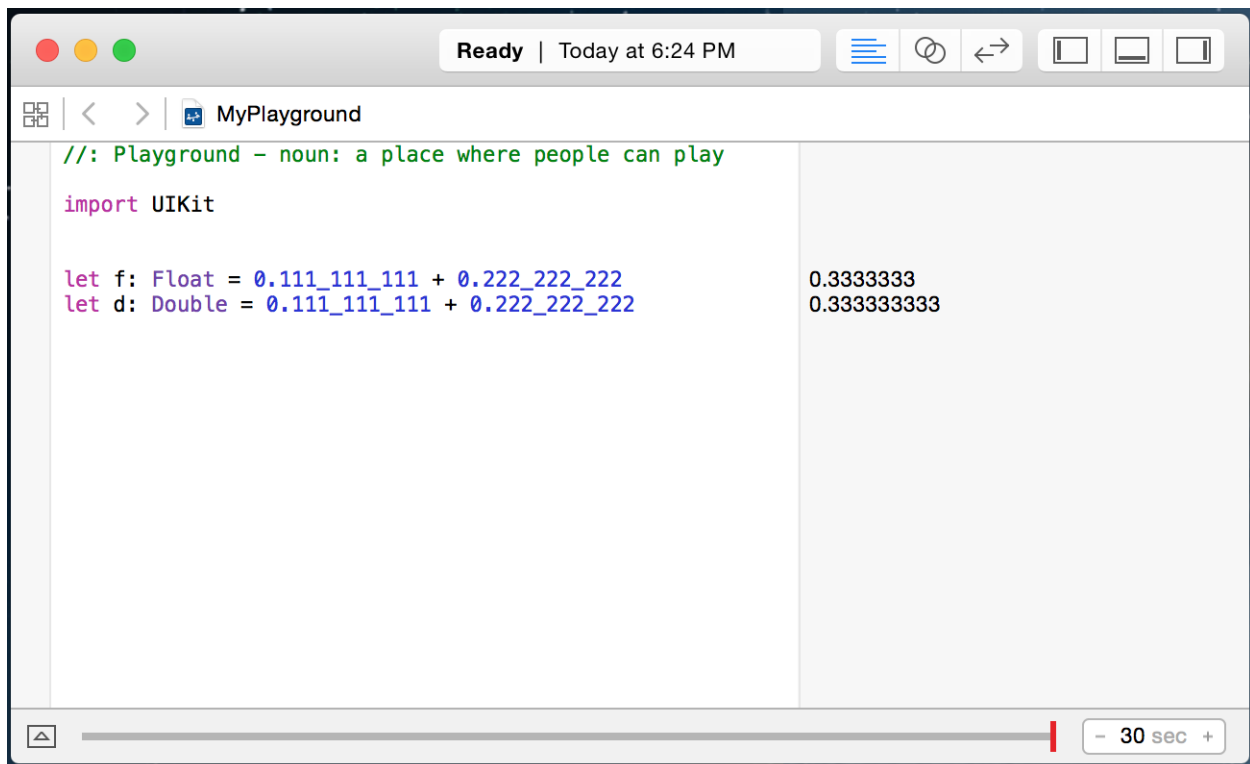 Ready | Today at 6:24 PM
MyPlayground
//: Playground – noun: a place where people can play
import UIKit
let f: Float = 0.111_111_111 + 0.222_222_222 0.3333333
let d: Double = 0.111_111_111 + 0.222_222_222 0.333333333
– 30 sec +